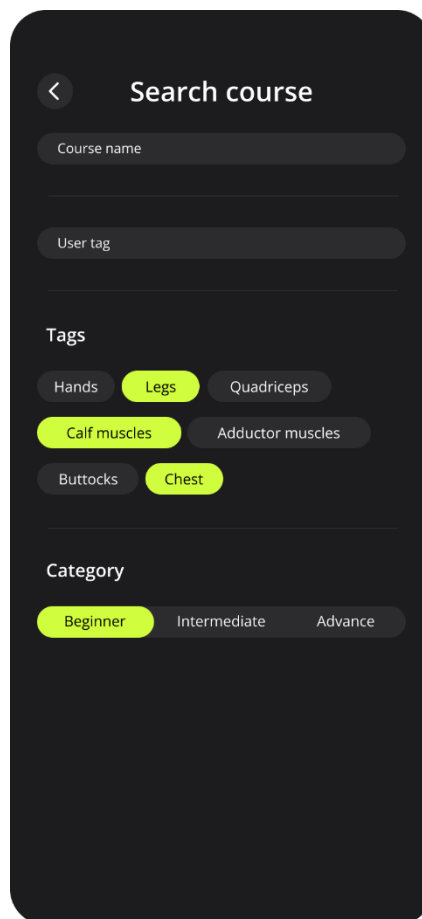 Search course
Course name
User tag
Tags
Hands Legs Quadriceps
Calf muscles Adductor muscles
Buttocks Chest
Category
Beginner Intermediate Advance